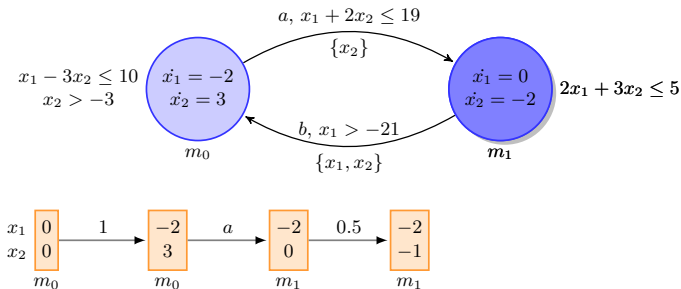 a, x₁ + 2x₂ ≤ 19
{x₂}
x₁ − 3x₂ ≤ 10
x₂ > −3
ẋ₁ = −2
ẋ₂ = 3
m₀
ẋ₁ = 0
ẋ₂ = −2
m₁
2x₁ + 3x₂ ≤ 5
b, x₁ > −21
{x₁, x₂}
x₁ 0 1 −2 a −2 0.5 −2
x₂ 0 3 0 −1
m₀ m₀ m₁ m₁